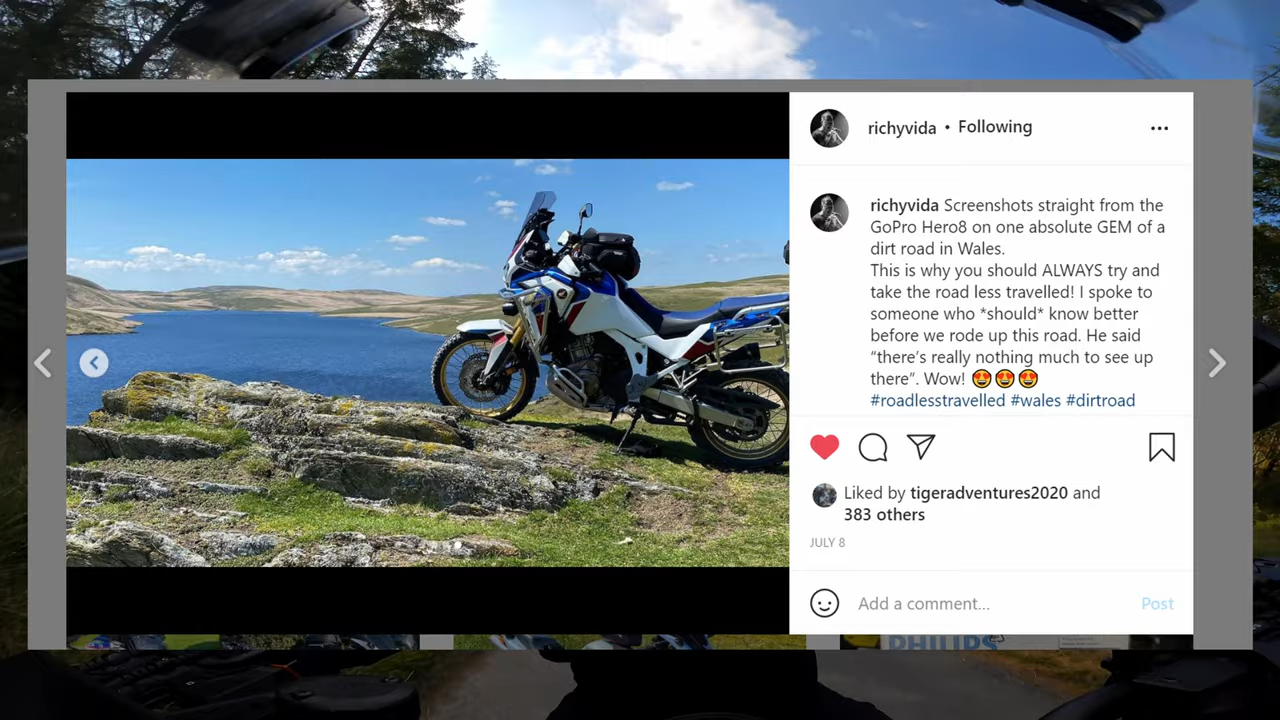 richyvida • Following
richyvida Screenshots straight from the
GoPro Hero8 on one absolute GEM of a
dirt road in Wales.
This is why you should ALWAYS try and
take the road less travelled! I spoke to
someone who *should* know better
before we rode up this road. He said
“there’s really nothing much to see up
there”. Wow! 😍😍😍
#roadlesstravelled #wales #dirtroad
Liked by tigeradventures2020 and
383 others
JULY 8
Add a comment... Post
PHILIPS